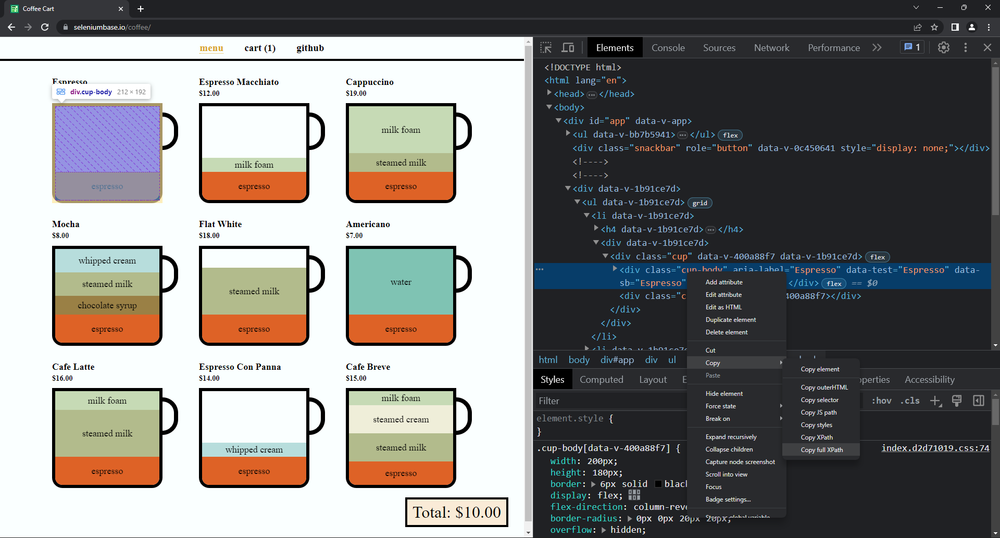 Coffee Cart
seleniumbase.io/coffee/
menu cart (1) github
Espresso
div.cup-body 212 × 192
espresso
Espresso Macchiato
$12.00
milk foam
espresso
Cappuccino
$19.00
milk foam
steamed milk
espresso
Mocha
$8.00
whipped cream
steamed milk
chocolate syrup
espresso
Flat White
$18.00
steamed milk
espresso
Americano
$7.00
water
espresso
Cafe Latte
$16.00
milk foam
steamed milk
espresso
Espresso Con Panna
$14.00
whipped cream
espresso
Cafe Breve
$15.00
milk foam
steamed cream
steamed milk
espresso
Total: $10.00
Elements Console Sources Network Performance 1
<!DOCTYPE html>
<html lang="en">
<head> ••• </head>
<body>
<div id="app" data-v-app>
<ul data-v-bb7b5941> ••• </ul> flex
<div class="snackbar" role="button" data-v-0c450641 style="display: none;"></div>
<!---->
<!---->
<div data-v-1b91ce7d>
<ul data-v-1b91ce7d> grid
<li data-v-1b91ce7d>
<h4 data-v-1b91ce7d> ••• </h4>
<div data-v-1b91ce7d>
<div class="cup" data-v-400a88f7 data-v-1b91ce7d> flex
<div class="cup-body" aria-label="Espresso" data-test="Espresso" data-
sb="Espresso" </div> flex == $0
<div class="c 400a88f7></div>
</div>
</div>
</li>
<li data-v-1b91ce7d>
html body div#app div ul
Styles Computed Layout E operties Accessibility
Filter :hov .cls
element.style {
}
.cup-body[data-v-400a88f7] { index.d2d71019.css:74
width: 200px;
height: 180px;
border: 6px solid blac
display: flex;
flex-direction: column-reve
border-radius: 0px 0px 20px 20px;
overflow: hidden;
Add attribute
Edit attribute
Edit as HTML
Duplicate element
Delete element
Cut
Copy
Paste
Hide element
Force state
Break on
Expand recursively
Collapse children
Capture node screenshot
Scroll into view
Focus
Badge settings...
Store as global variable
Copy element
Copy outerHTML
Copy selector
Copy JS path
Copy styles
Copy XPath
Copy full XPath